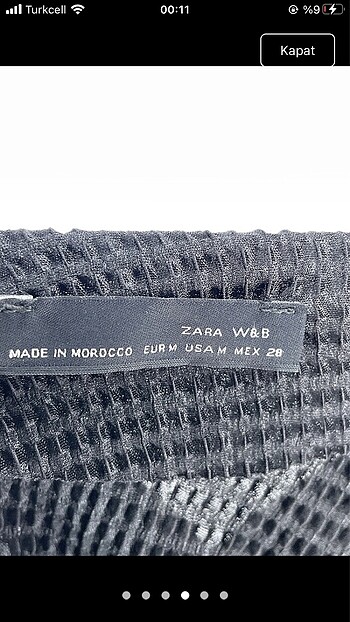 Turkcell 00:11 %9
Kapat
ZARA W&B
MADE IN MOROCCO EUR M USA M MEX 28